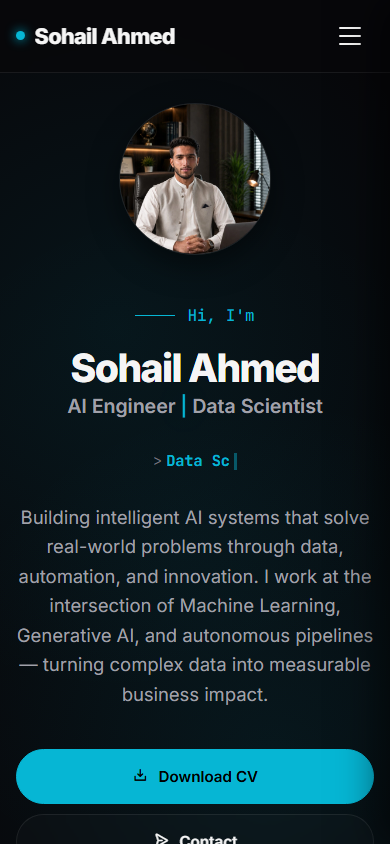 Sohail Ahmed
Hi, I'm
Sohail Ahmed
AI Engineer | Data Scientist
> Data Sc
Building intelligent AI systems that solve
real-world problems through data,
automation, and innovation. I work at the
intersection of Machine Learning,
Generative AI, and autonomous pipelines
— turning complex data into measurable
business impact.
Download CV
Contact